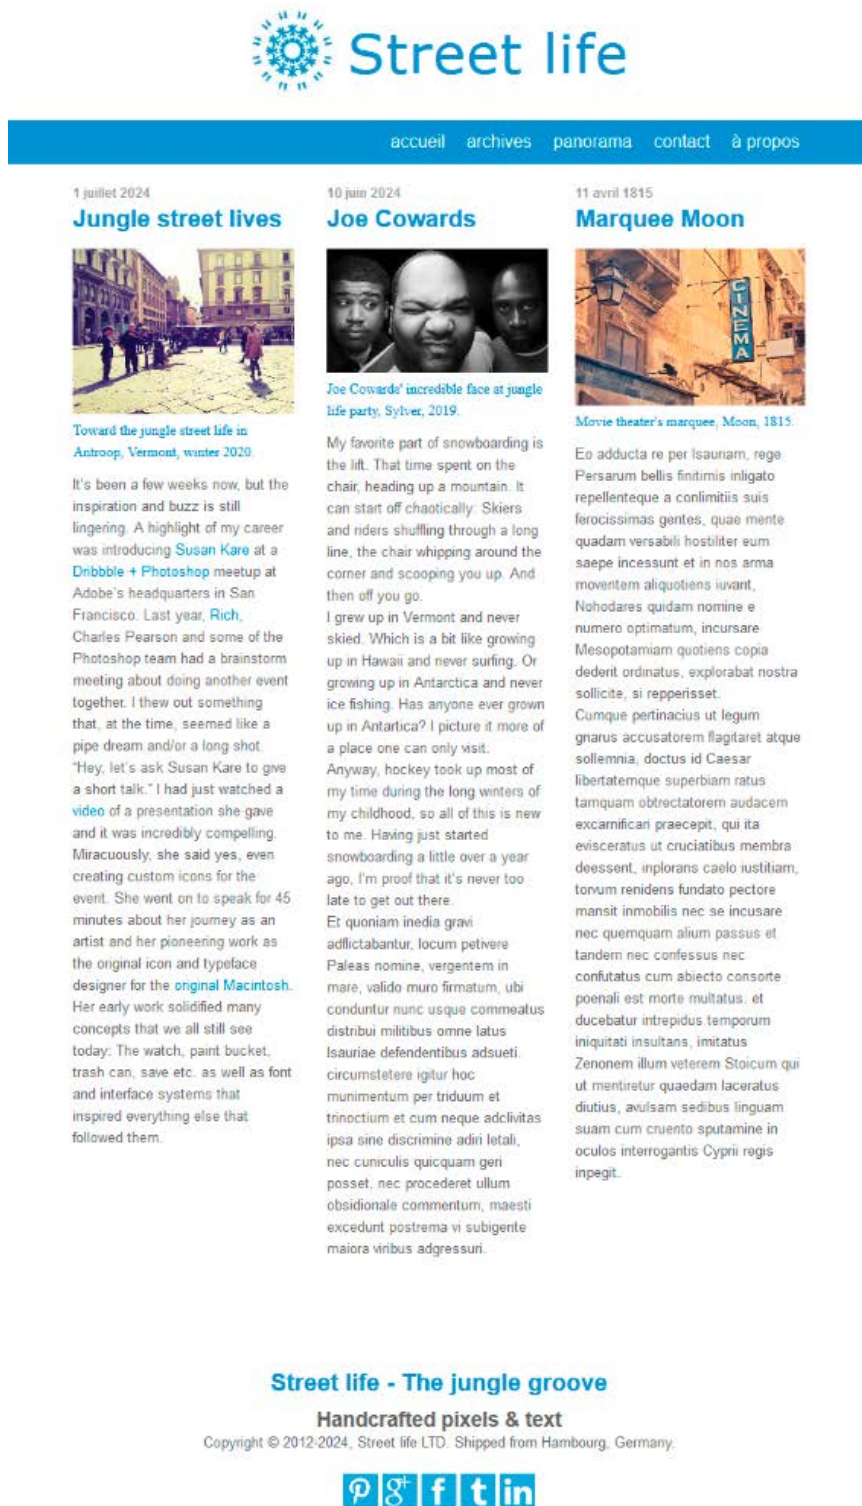 Street life
accueil archives panorama contact à propos
1 juillet 2024
Jungle street lives
Toward the jungle street life in
Antroop, Vermont, winter 2020.
It's been a few weeks now, but the
inspiration and buzz is still
lingering. A highlight of my career
was introducing Susan Kare at a
Dribbble + Photoshop meetup at
Adobe's headquarters in San
Francisco. Last year, Rich,
Charles Pearson and some of the
Photoshop team had a brainstorm
meeting about doing another event
together. I thew out something
that, at the time, seemed like a
pipe dream and/or a long shot.
“Hey, let's ask Susan Kare to give
a short talk.” I had just watched a
video of a presentation she gave
and it was incredibly compelling.
Miracuously, she said yes, even
creating custom icons for the
event. She went on to speak for 45
minutes about her journey as an
artist and her pioneering work as
the original icon and typeface
designer for the original Macintosh.
Her early work solidified many
concepts that we all still see
today: The watch, paint bucket,
trash can, save etc. as well as font
and interface systems that
inspired everything else that
followed them.
10 juin 2024
Joe Cowards
Joe Cowards' incredible face at jungle
life party, Sylver, 2019.
My favorite part of snowboarding is
the lift. That time spent on the
chair, heading up a mountain. It
can start off chaotically: Skiers
and riders shuffling through a long
line, the chair whipping around the
corner and scooping you up. And
then off you go.
I grew up in Vermont and never
skied. Which is a bit like growing
up in Hawaii and never surfing. Or
growing up in Antarctica and never
ice fishing. Has anyone ever grown
up in Antartica? I picture it more of
a place one can only visit.
Anyway, hockey took up most of
my time during the long winters of
my childhood, so all of this is new
to me. Having just started
snowboarding a little over a year
ago, I'm proof that it's never too
late to get out there.
Et quoniam inedia gravi
adflictabantur, locum petivere
Paleas nomine, vergentem in
mare, valido muro firmatum, ubi
conduntur nunc usque commeatus
distribui militibus omne latus
Isauriae defendentibus adsueti.
circumstetere igitur hoc
munimentum per triduum et
trinoctium et cum neque adclivitas
ipsa sine discrimine adiri letali,
nec cuniculis quicquam geri
posset, nec procederet ullum
obsidionale commentum, maesti
excedunt postrema vi subigente
maiora viribus adgressuri.
11 avril 1815
Marquee Moon
CINEMA
Movie theater's marquee, Moon, 1815.
Eo adducta re per Isauriam, rege
Persarum bellis finitimis inligato
repellenteque a conlimitiis suis
ferocissimas gentes, quae mente
quadam versabili hostiliter eum
saepe incessunt et in nos arma
moventem aliquotiens iuvant,
Nohodares quidam nomine e
numero optimatum, incursare
Mesopotamiam quotiens copia
dederit ordinatus, explorabat nostra
sollicite, si repperisset.
Cumque pertinacius ut legum
gnarus accusatorem flagitaret atque
sollemnia, doctus id Caesar
libertatemque superbiam ratus
tamquam obtrectatorem audacem
excarnificari praecepit, qui ita
evisceratus ut cruciatibus membra
deessent, inplorans caelo iustitiam,
torvum renidens fundato pectore
mansit inmobilis nec se incusare
nec quemquam alium passus et
tandem nec confessus nec
confutatus cum abiecto consorte
poenali est morte multatus. et
ducebatur intrepidus temporum
iniquitati insultans, imitatus
Zenonem illum veterem Stoicum qui
ut mentiretur quaedam laceratus
diutius, avulsam sedibus linguam
suam cum cruento sputamine in
oculos interrogantis Cyprii regis
inpegit.
Street life - The jungle groove
Handcrafted pixels & text
Copyright © 2012-2024, Street life LTD. Shipped from Hambourg, Germany.
g+ f t in